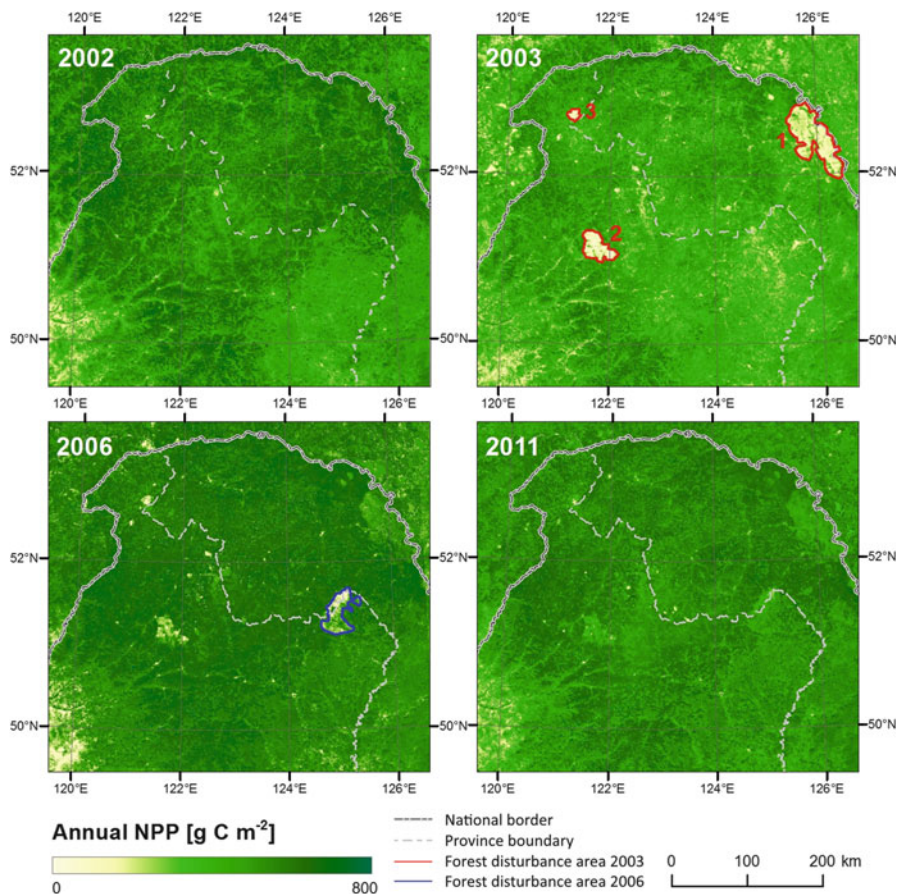 120°E 122°E 124°E 126°E 120°E 122°E 124°E 126°E
2002 2003
3
1
52°N 52°N
2
50°N 50°N
120°E 122°E 124°E 126°E 120°E 122°E 124°E 126°E
2006 2011
52°N 52°N
50°N 50°N
120°E 122°E 124°E 126°E 120°E 122°E 124°E 126°E
Annual NPP [g C m⁻²]
0 800
National border
Province boundary
Forest disturbance area 2003
Forest disturbance area 2006
0 100 200 km